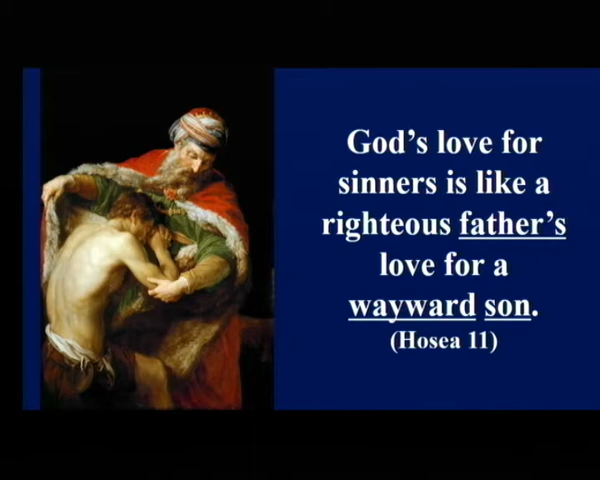 God's love for
sinners is like a
righteous father's
love for a
wayward son.
(Hosea 11)